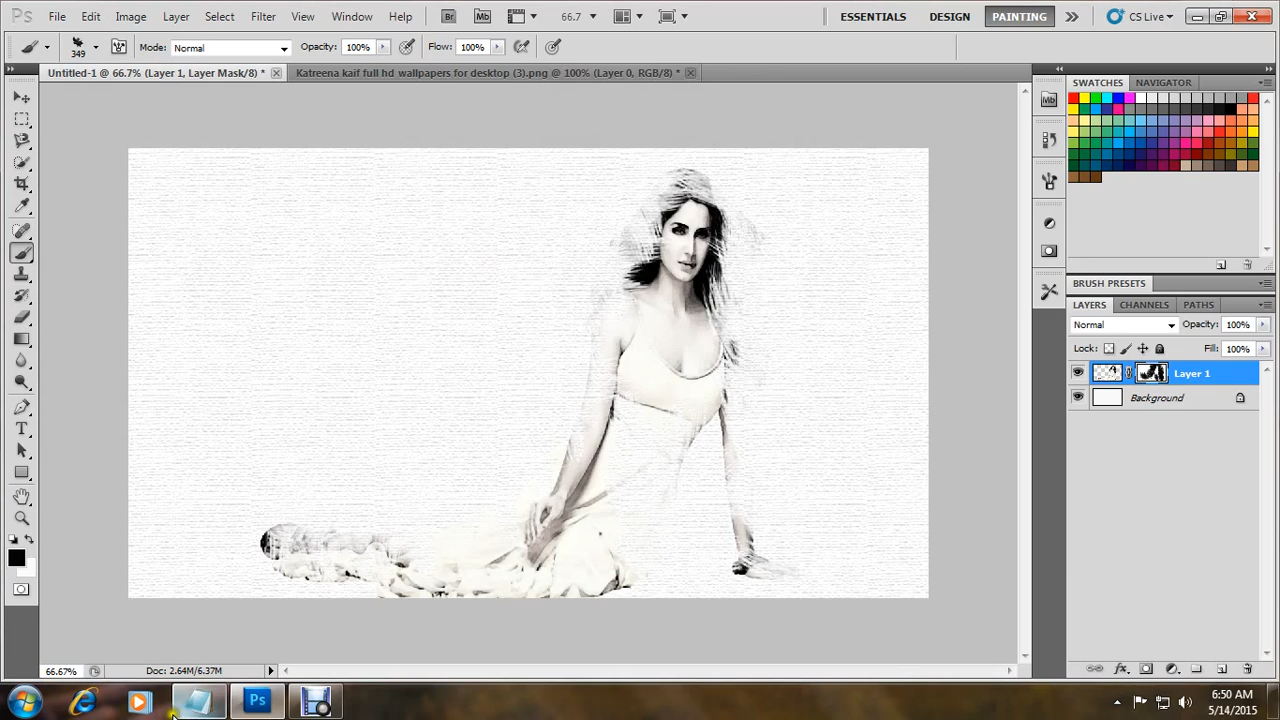 Ps File Edit Image Layer Select Filter View Window Help Br Mb 66.7 ESSENTIALS DESIGN PAINTING CS Live
349 Mode: Normal Opacity: 100% Flow: 100%
Untitled-1 @ 66.7% (Layer 1, Layer Mask/8) * Katreena kaif full hd wallpapers for desktop (3).png @ 100% (Layer 0, RGB/8) *
SWATCHES NAVIGATOR
Mb
BRUSH PRESETS
LAYERS CHANNELS PATHS
Normal Opacity: 100%
Lock: Fill: 100%
Layer 1
Background
T
66.67% Doc: 2.64M/6.37M fx
Ps
6:50 AM
5/14/2015